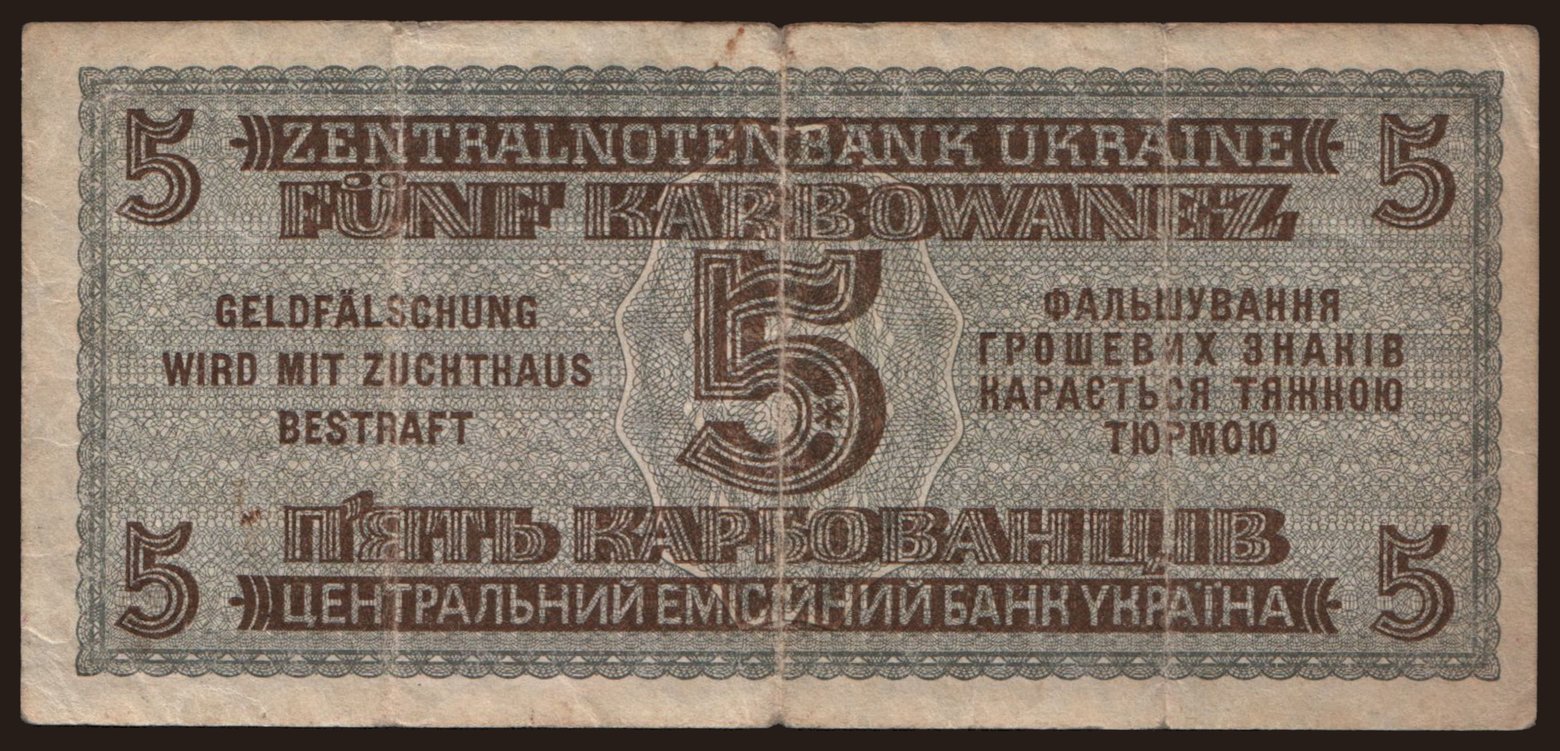 5 ZENTRALNOTENBANK UKRAINE 5
FÜNF KARBOWANEZ
5
GELDFÄLSCHUNG
WIRD MIT ZUCHTHAUS
BESTRAFT
ФАЛЬШУВАННЯ
ГРОШЕВИХ ЗНАКІВ
КАРАЄТЬСЯ ТЯЖКОЮ
ТЮРМОЮ
П'ЯТЬ КАРБОВАНЦІВ
5 ЦЕНТРАЛЬНИЙ ЕМІСІЙНИЙ БАНК УКРАЇНА 5